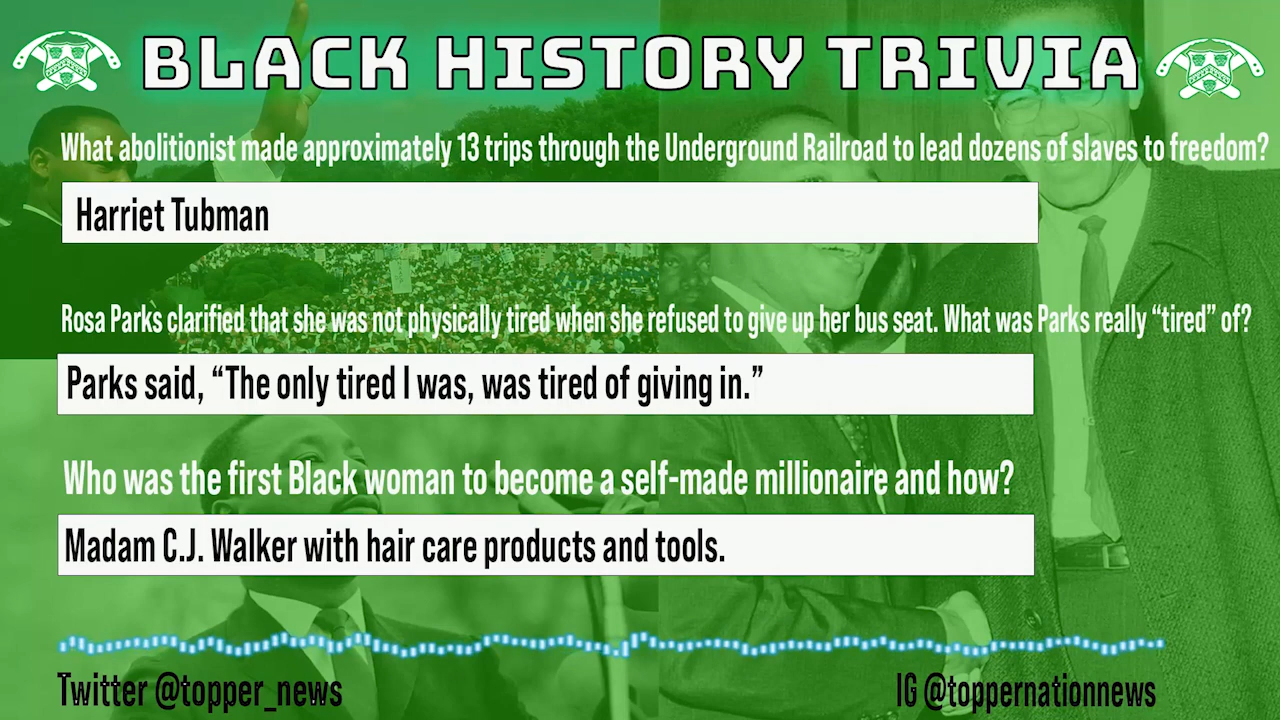 BLACK HISTORY TRIVIA
What abolitionist made approximately 13 trips through the Underground Railroad to lead dozens of slaves to freedom?
Harriet Tubman
Rosa Parks clarified that she was not physically tired when she refused to give up her bus seat. What was Parks really “tired” of?
Parks said, “The only tired I was, was tired of giving in.”
Who was the first Black woman to become a self-made millionaire and how?
Madam C.J. Walker with hair care products and tools.
Twitter @topper_news
IG @toppernationnews